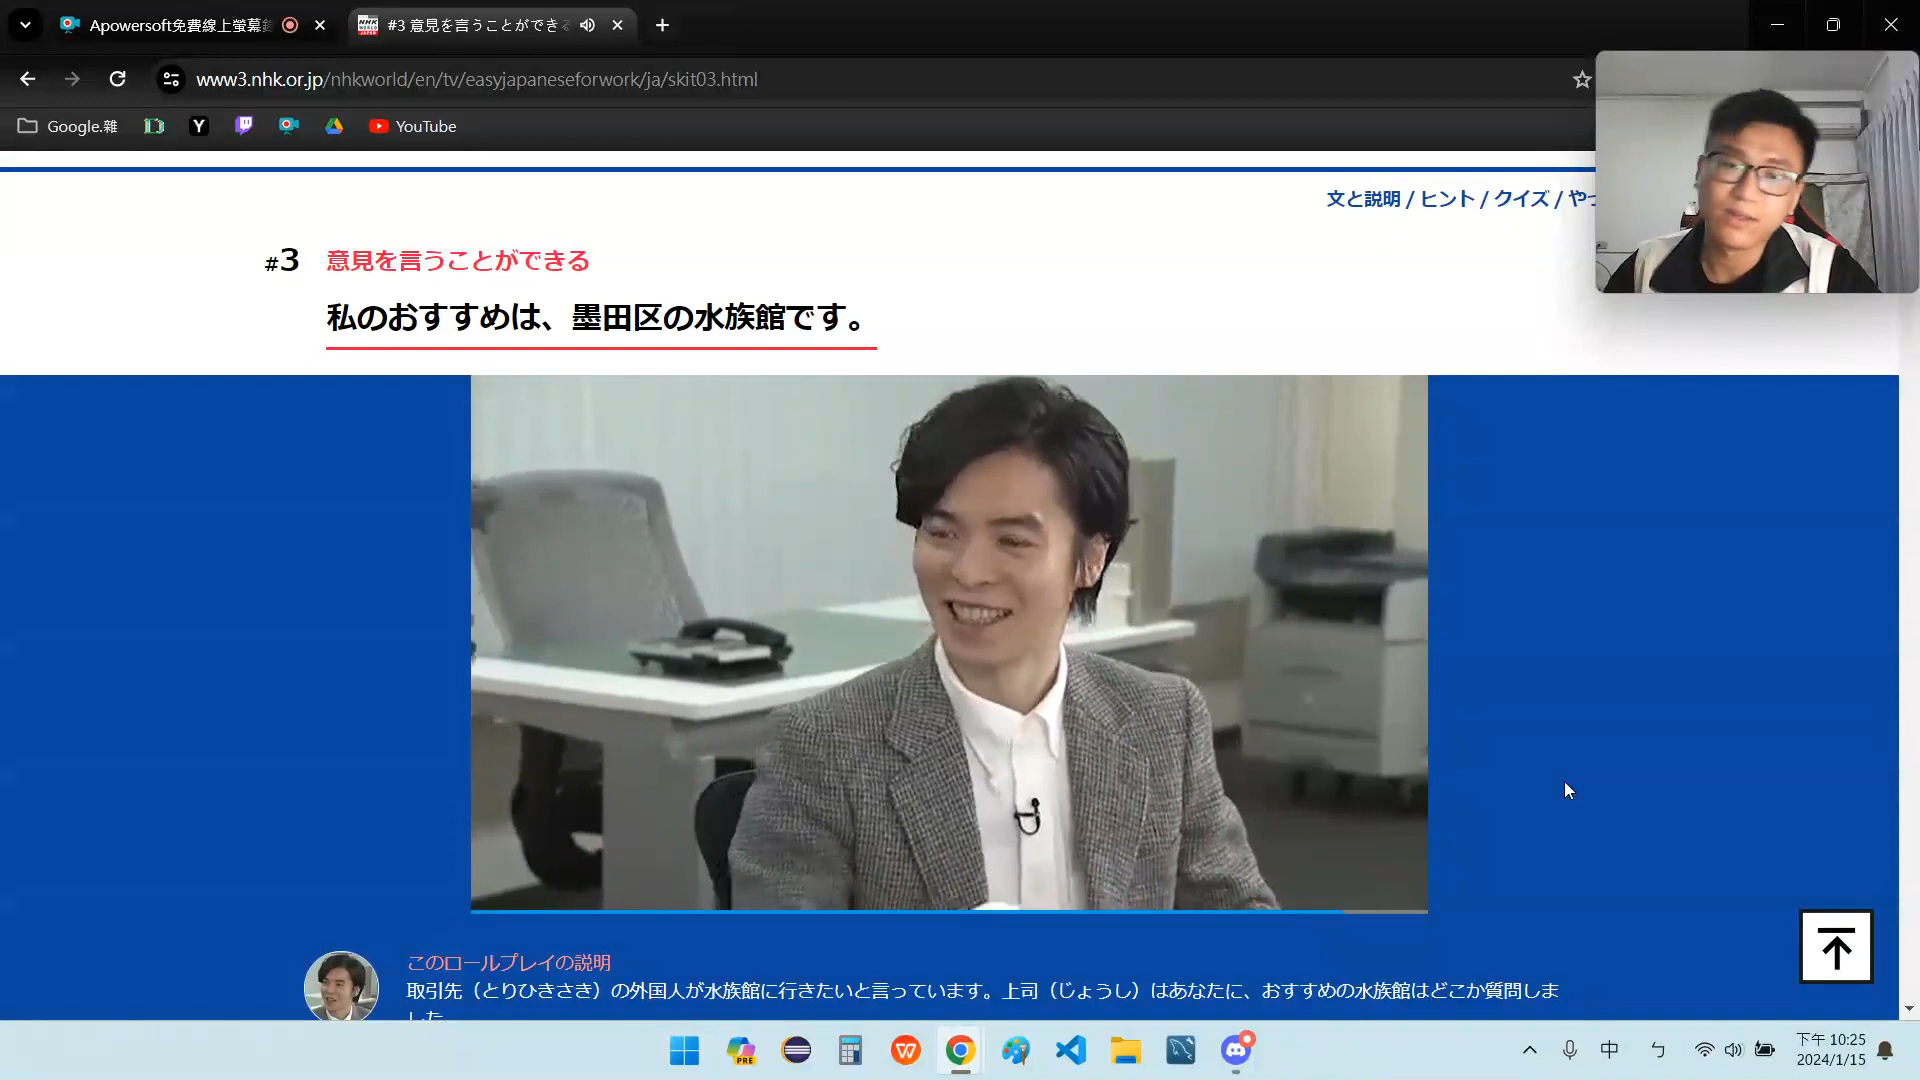 Apowersoft免費線上螢幕
#3 意見を言うことができる
www3.nhk.or.jp/nhkworld/en/tv/easyjapaneseforwork/ja/skit03.html
Google.雜
YouTube
文と説明 / ヒント / クイズ / やっ
#3 意見を言うことができる
私のおすすめは、墨田区の水族館です。
このロールプレイの説明
取引先（とりひきさき）の外国人が水族館に行きたいと言っています。上司（じょうし）はあなたに、おすすめの水族館はどこか質問しま
した
PRE
中
ㄅ
下午 10:25
2024/1/15